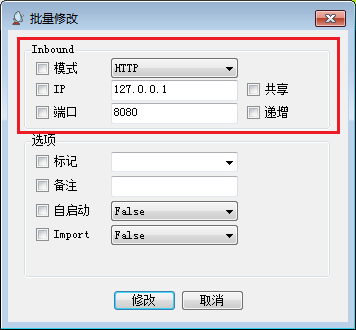 批量修改
Inbound
模式 HTTP
IP 127.0.0.1 共享
端口 8080 递增
选项
标记
备注
自启动 False
Import False
修改 取消